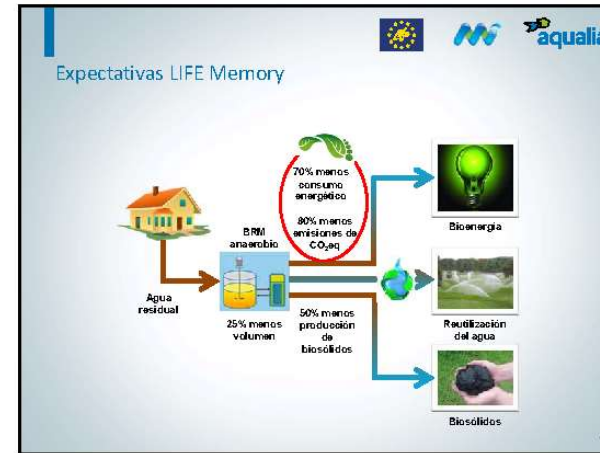 aqualia
Expectativas LIFE Memory
70% menos
consumo
energético
80% menos
emisiones de
CO₂eq
BRM
anaerobio
Bioenergía
Agua
residual
25% menos
volumen
50% menos
producción
de
biosólidos
Reutilización
del agua
Biosólidos